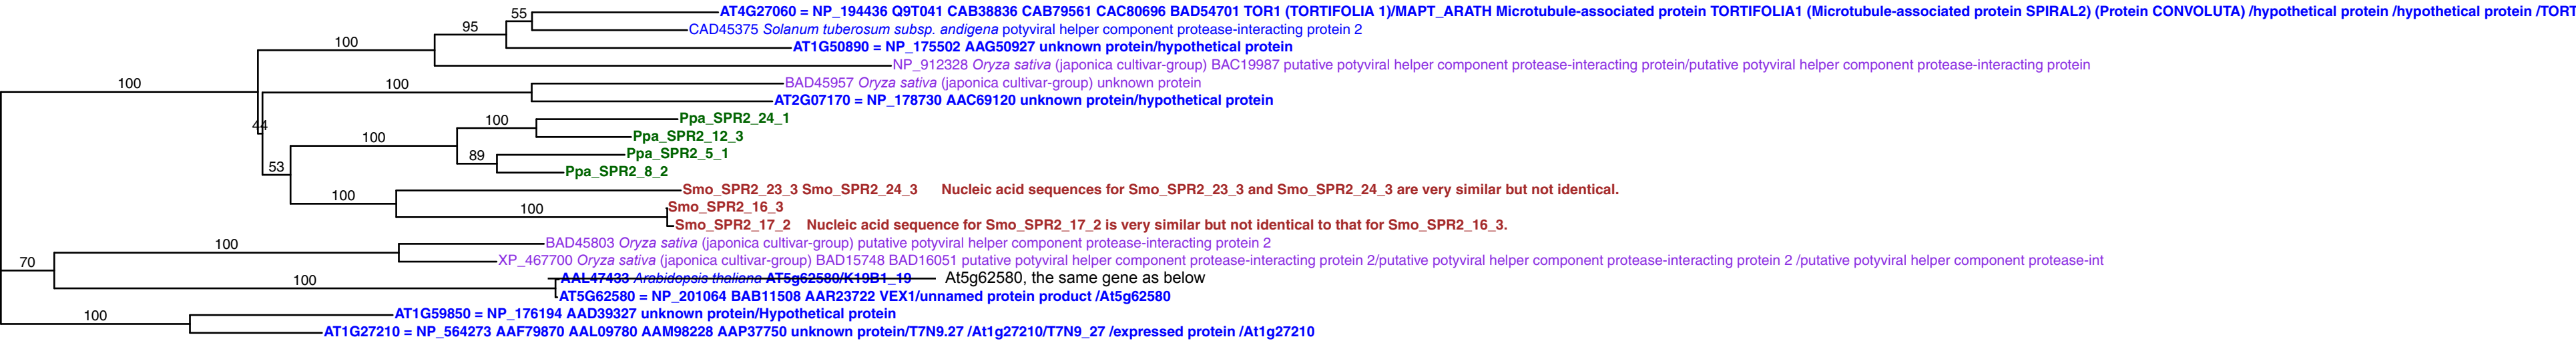 55 AT4G27060 = NP_194436 Q9T041 CAB38836 CAB79561 CAC80696 BAD54701 TOR1 (TORTIFOLIA 1)/MAPT_ARATH Microtubule-associated protein TORTIFOLIA1 (Microtubule-associated protein SPIRAL2) (Protein CONVOLUTA) /hypothetical protein /hypothetical protein /TORT
95 CAD45375 Solanum tuberosum subsp. andigena potyviral helper component protease-interacting protein 2
100 AT1G50890 = NP_175502 AAG50927 unknown protein/hypothetical protein
NP_912328 Oryza sativa (japonica cultivar-group) BAC19987 putative potyviral helper component protease-interacting protein/putative potyviral helper component protease-interacting protein
100 100 BAD45957 Oryza sativa (japonica cultivar-group) unknown protein
AT2G07170 = NP_178730 AAC69120 unknown protein/hypothetical protein
44 100 Ppa_SPR2_24_1
100 Ppa_SPR2_12_3
89 Ppa_SPR2_5_1
53 Ppa_SPR2_8_2
100 Smo_SPR2_23_3 Smo_SPR2_24_3 Nucleic acid sequences for Smo_SPR2_23_3 and Smo_SPR2_24_3 are very similar but not identical.
100 Smo_SPR2_16_3
Smo_SPR2_17_2 Nucleic acid sequence for Smo_SPR2_17_2 is very similar but not identical to that for Smo_SPR2_16_3.
100 BAD45803 Oryza sativa (japonica cultivar-group) putative potyviral helper component protease-interacting protein 2
70 XP_467700 Oryza sativa (japonica cultivar-group) BAD15748 BAD16051 putative potyviral helper component protease-interacting protein 2/putative potyviral helper component protease-interacting protein 2 /putative potyviral helper component protease-int
100 AAL47433 Arabidopsis thaliana AT5g62580/K19B1_19 At5g62580, the same gene as below
AT5G62580 = NP_201064 BAB11508 AAR23722 VEX1/unnamed protein product /At5g62580
100 AT1G59850 = NP_176194 AAD39327 unknown protein/Hypothetical protein
AT1G27210 = NP_564273 AAF79870 AAL09780 AAM98228 AAP37750 unknown protein/T7N9.27 /At1g27210/T7N9_27 /expressed protein /At1g27210